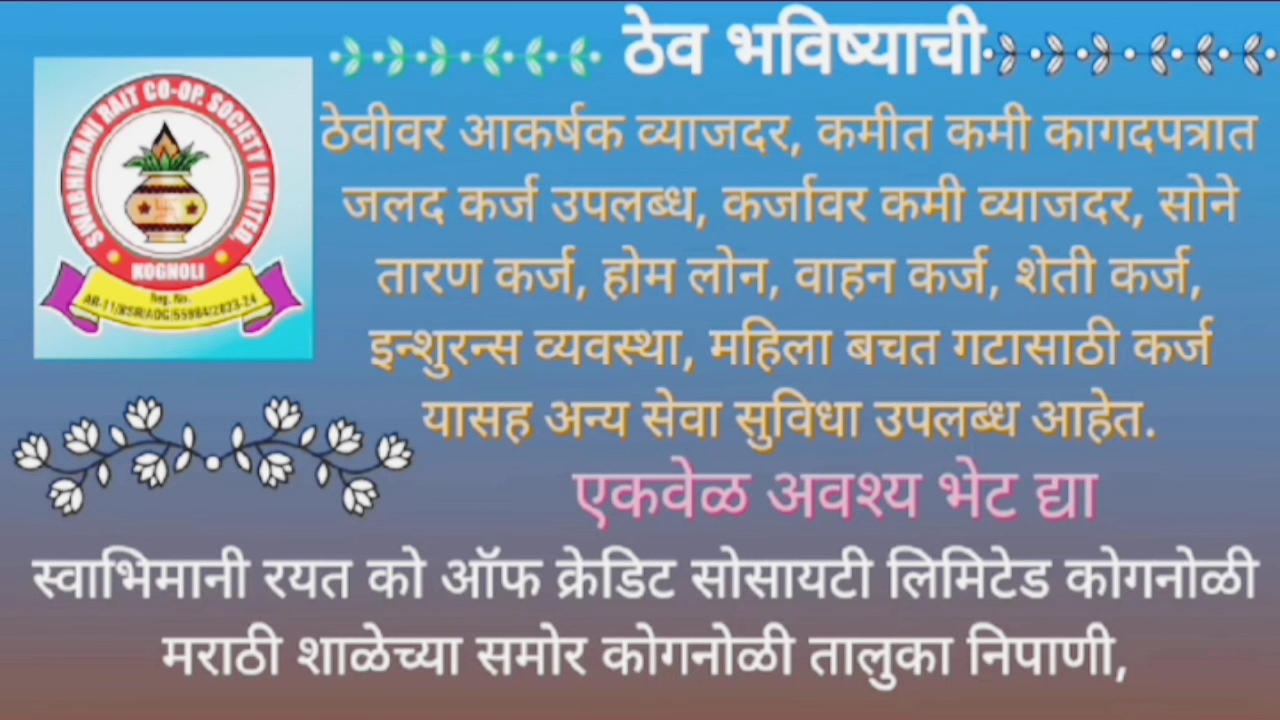 ठेव भविष्याची
ठेवीवर आकर्षक व्याजदर, कमीत कमी कागदपत्रात
जलद कर्ज उपलब्ध, कर्जावर कमी व्याजदर, सोने
तारण कर्ज, होम लोन, वाहन कर्ज, शेती कर्ज,
इन्शुरन्स व्यवस्था, महिला बचत गटासाठी कर्ज
यासह अन्य सेवा सुविधा उपलब्ध आहेत.
एकवेळ अवश्य भेट द्या
स्वाभिमानी रयत को ऑफ क्रेडिट सोसायटी लिमिटेड कोगनोळी
मराठी शाळेच्या समोर कोगनोळी तालुका निपाणी,
SWABHIMANI RAIT CO-OP. SOCIETY LIMITED,
KOGNOLI
Reg. No.